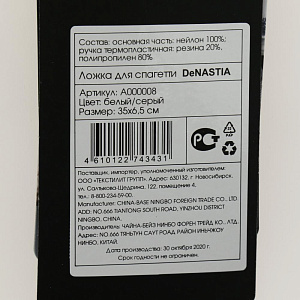 Состав: основная часть: нейлон 100%;
ручка термопластичная: резина 20%,
полипропилен 80%
Ложка для спагетти DeNASTIA
Артикул: A000008
Цвет: белый/серый
Размер: 35x6,5 см
4 610122 743431
Поставщик, импортер, уполномоченный изготовителем:
ООО «ТЕКСТИЛИТ ГРУПП». Адрес: 630132, г. Новосибирск,
ул. Салтыкова-Щедрина, 122, помещение 4,
тел. 8-800-234-59-00.
Manufacturer: CHINA-BASE NINGBO FOREIGN TRADE CO., LTD
ADD: NO.666 TIANTONG SOUTH ROAD, YINZHOU DISTRICT
NINGBO, CHINA.
Производитель: ЧАЙНА-БЕЙЗ НИНГБО ФОРЕН ТРЕЙД КО., ЛТД
Адрес: NO.666 ТЯНЬТУН САУТ РОАД, РАЙОН ИНЬЧЖОУ
НИНБО, КИТАЙ.
Дата производства: 30 октября 2020 г.
Срок годности не ограничен.